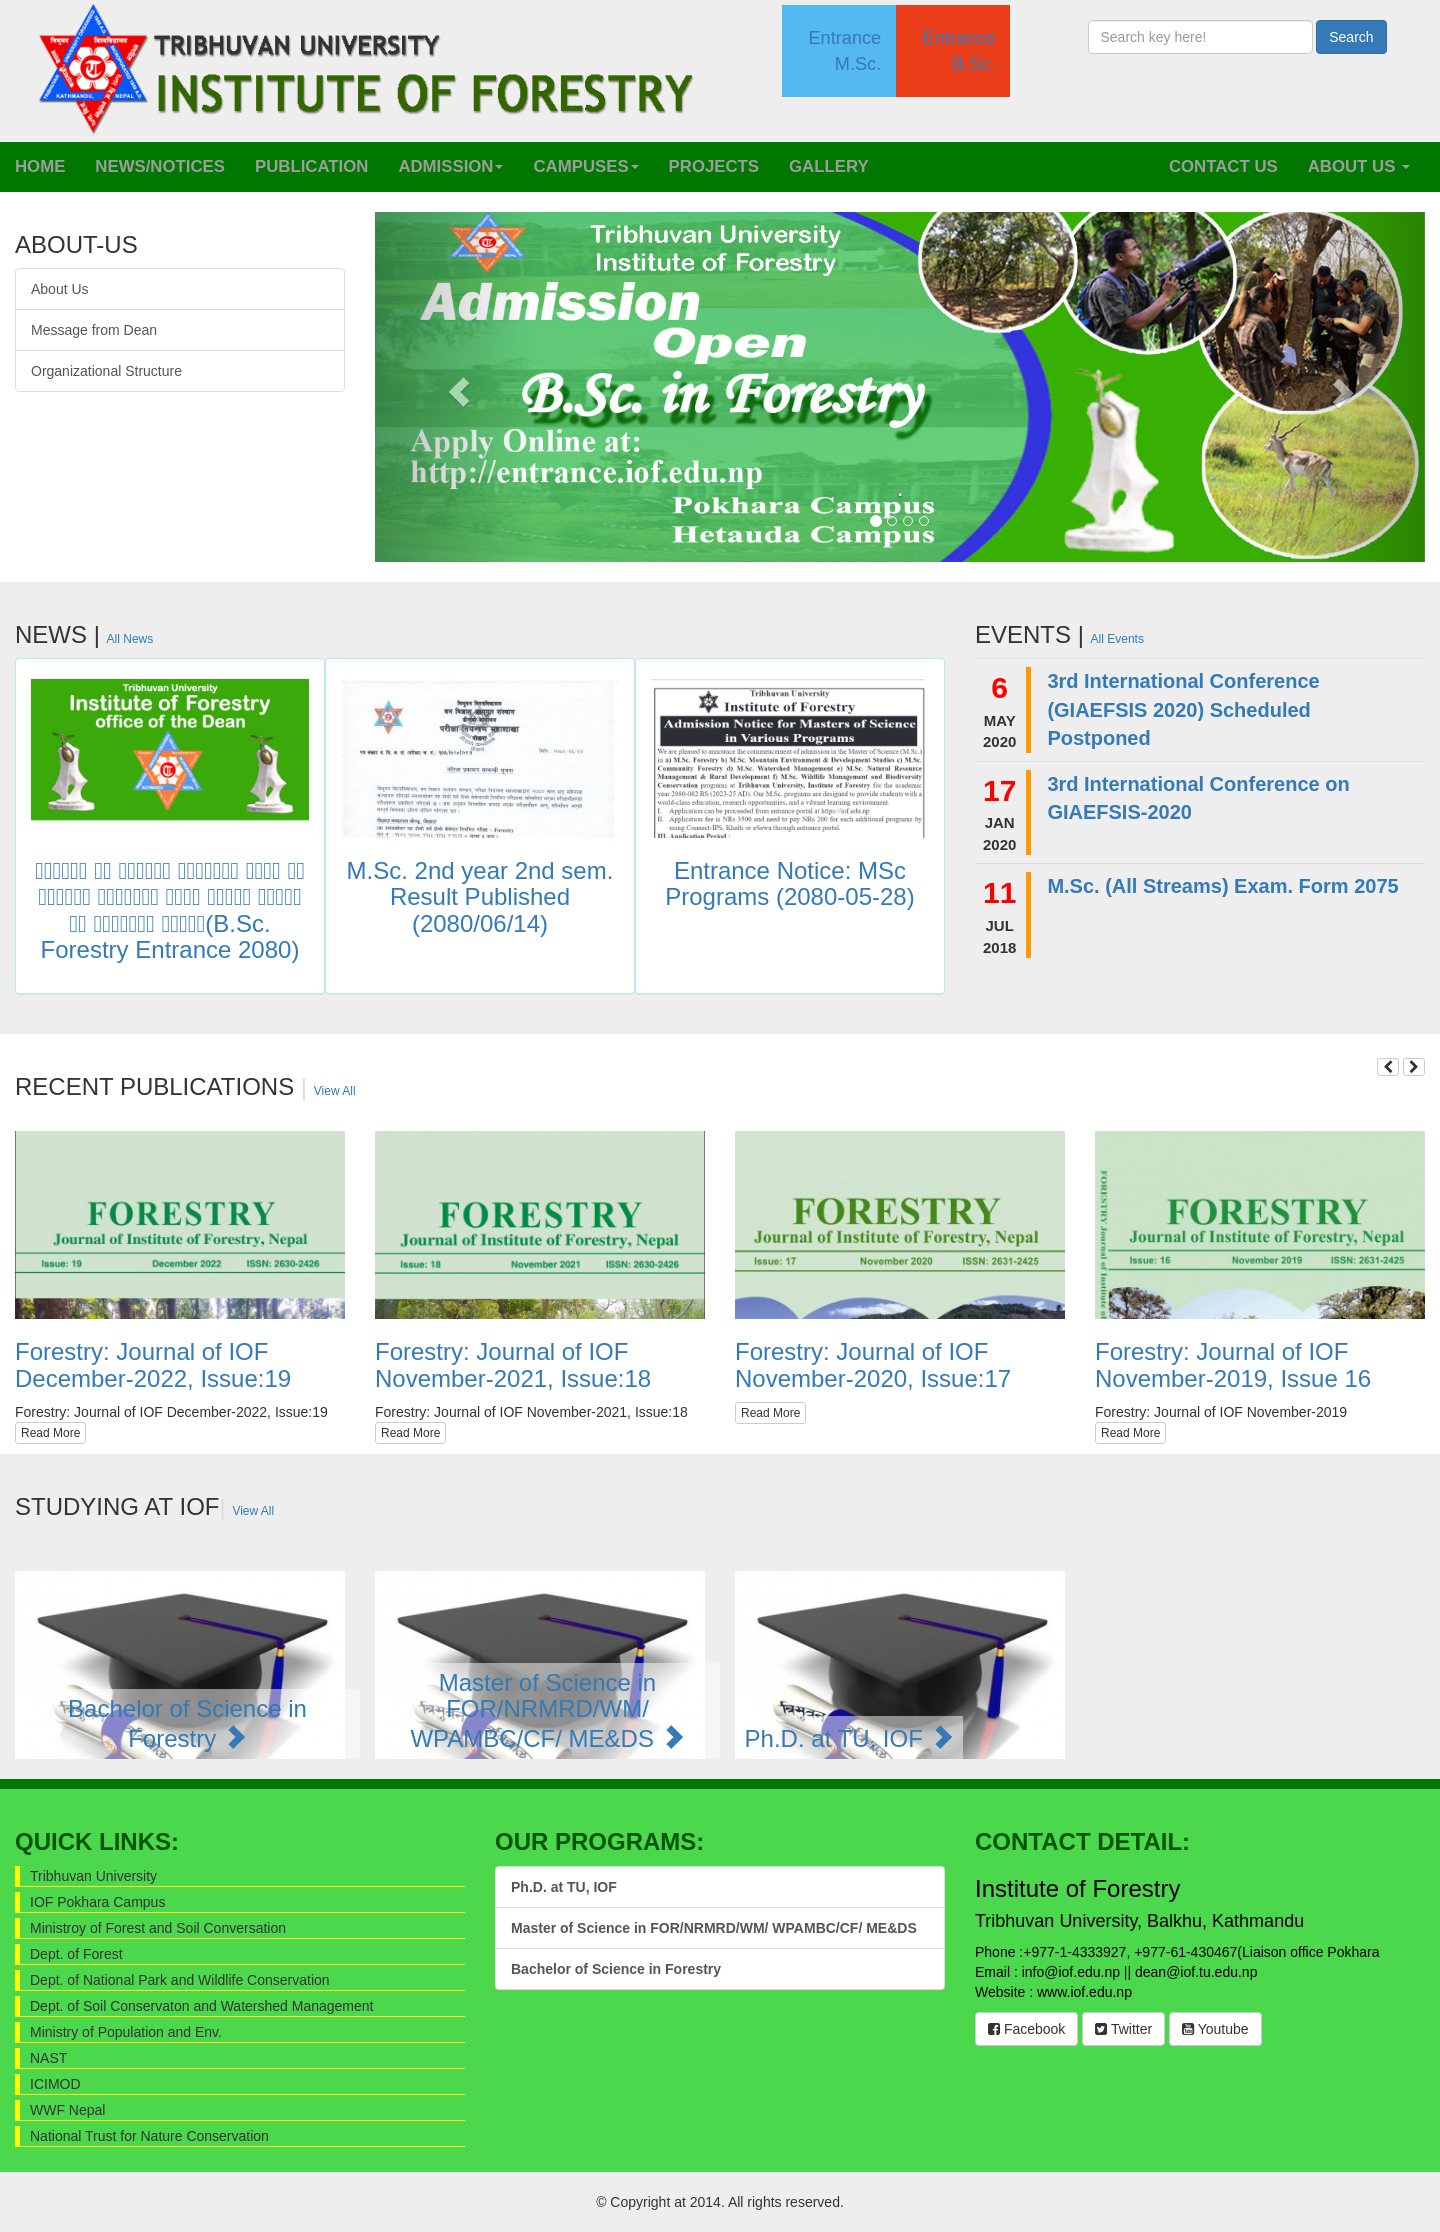 TRIBHUVAN UNIVERSITY
INSTITUTE OF FORESTRY
Entrance M.Sc.
Entrance B.Sc.
Search key here!
Search
HOME NEWS/NOTICES PUBLICATION ADMISSION CAMPUSES PROJECTS GALLERY CONTACT US ABOUT US
ABOUT-US
About Us
Message from Dean
Organizational Structure
Tribhuvan University
Institute of Forestry
Admission
Open
B.Sc. in Forestry
Apply Online at:
http://entrance.iof.edu.np
Pokhara Campus
Hetauda Campus
NEWS | All News
Tribhuvan University
Institute of Forestry
office of the Dean
(B.Sc.
Forestry Entrance 2080)
M.Sc. 2nd year 2nd sem.
Result Published
(2080/06/14)
Tribhuvan University
Institute of Forestry
Admission Notice for Masters of Science
in Various Programs
Entrance Notice: MSc
Programs (2080-05-28)
EVENTS | All Events
6
MAY
2020
3rd International Conference
(GIAEFSIS 2020) Scheduled
Postponed
17
JAN
2020
3rd International Conference on
GIAEFSIS-2020
11
JUL
2018
M.Sc. (All Streams) Exam. Form 2075
RECENT PUBLICATIONS | View All
FORESTRY
Journal of Institute of Forestry, Nepal
Issue: 19 December 2022 ISSN: 2630-2426
Forestry: Journal of IOF
December-2022, Issue:19
Forestry: Journal of IOF December-2022, Issue:19
Read More
FORESTRY
Journal of Institute of Forestry, Nepal
Issue: 18 November 2021 ISSN: 2630-2426
Forestry: Journal of IOF
November-2021, Issue:18
Forestry: Journal of IOF November-2021, Issue:18
Read More
FORESTRY
Journal of Institute of Forestry, Nepal
Issue: 17 November 2020 ISSN: 2631-2425
Forestry: Journal of IOF
November-2020, Issue:17
Read More
FORESTRY
Journal of Institute of Forestry, Nepal
Issue: 16 November 2019 ISSN: 2631-2425
FORESTRY Journal of Institute of
Forestry: Journal of IOF
November-2019, Issue 16
Forestry: Journal of IOF November-2019
Read More
STUDYING AT IOF | View All
Bachelor of Science in
Forestry
Master of Science in
FOR/NRMRD/WM/
WPAMBC/CF/ ME&DS
Ph.D. at TU, IOF
QUICK LINKS:
Tribhuvan University
IOF Pokhara Campus
Ministroy of Forest and Soil Conversation
Dept. of Forest
Dept. of National Park and Wildlife Conservation
Dept. of Soil Conservaton and Watershed Management
Ministry of Population and Env.
NAST
ICIMOD
WWF Nepal
National Trust for Nature Conservation
OUR PROGRAMS:
Ph.D. at TU, IOF
Master of Science in FOR/NRMRD/WM/ WPAMBC/CF/ ME&DS
Bachelor of Science in Forestry
CONTACT DETAIL:
Institute of Forestry
Tribhuvan University, Balkhu, Kathmandu
Phone :+977-1-4333927, +977-61-430467(Liaison office Pokhara
Email : info@iof.edu.np || dean@iof.tu.edu.np
Website : www.iof.edu.np
Facebook Twitter Youtube
© Copyright at 2014. All rights reserved.